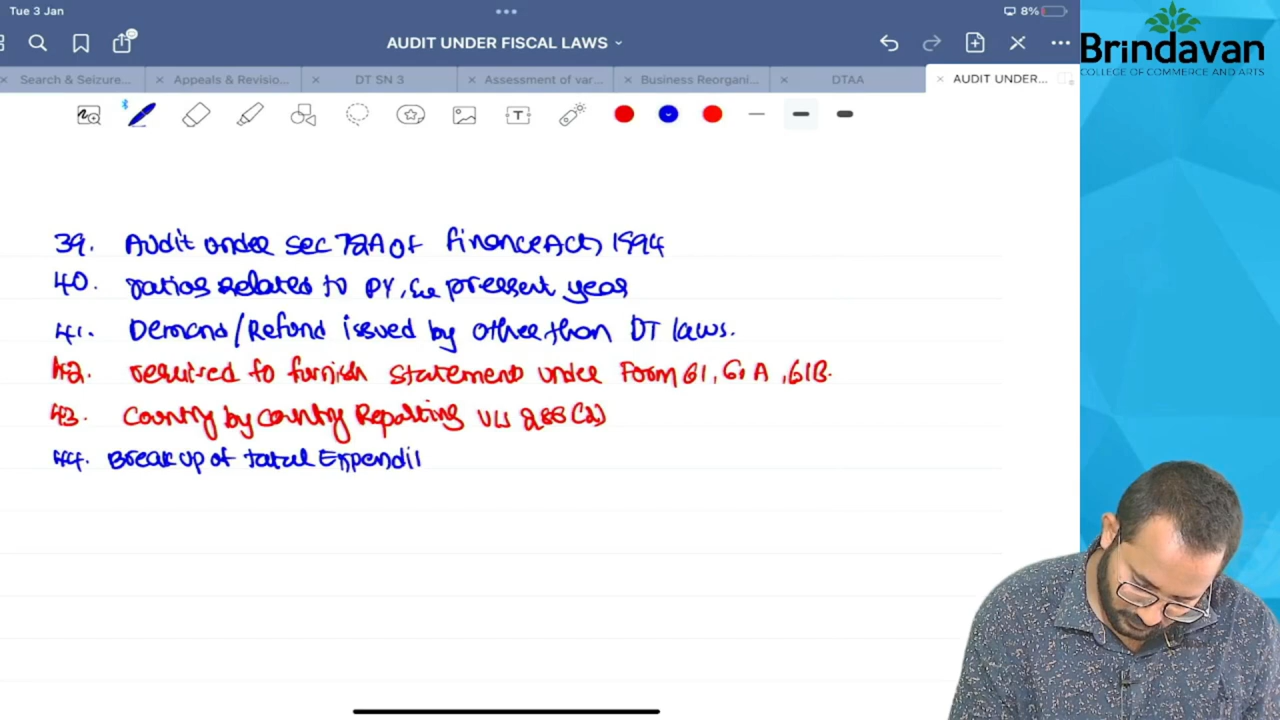 Tue 3 Jan
8%
AUDIT UNDER FISCAL LAWS
Brindavan
COLLEGE OF COMMERCE AND ARTS
Search & Seizure...
Appeals & Revisio...
DT SN 3
Assessment of var...
Business Reorgani...
DTAA
AUDIT UNDER...
39. Audit under sec 72A of Finance Act, 1994
40. ratios related to PY, & present year
41. Demand/Refund issued by other than DT laws.
42. required to furnish statement under Form 61, 61A, 61B.
43. Country by country Reporting U/s 286(2)
44. Break up of total Expendit